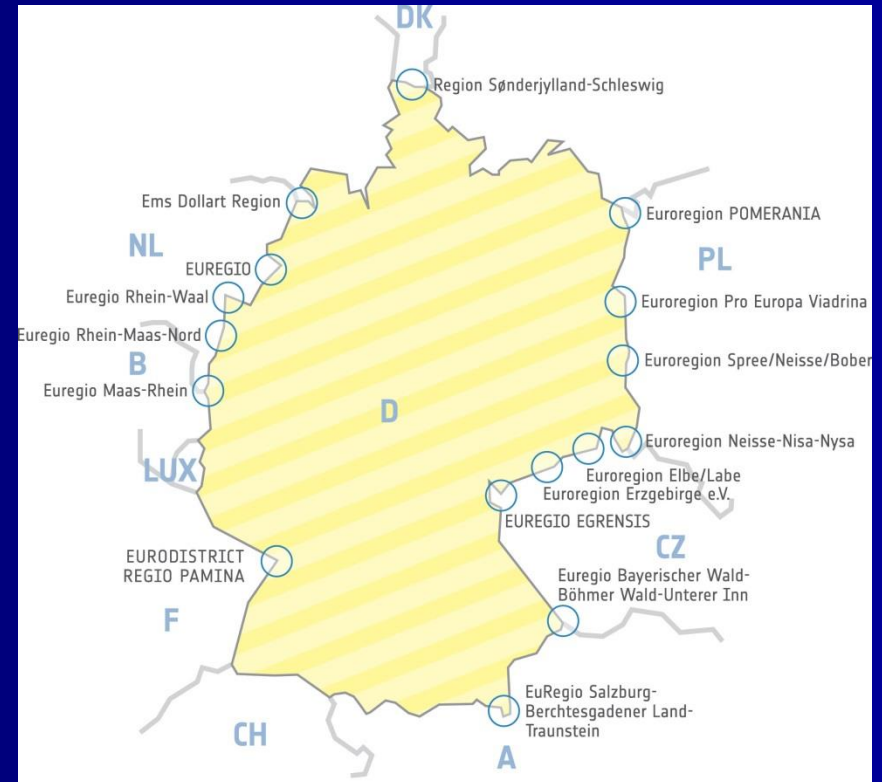 DK
Region Sønderjylland-Schleswig
Ems Dollart Region
Euroregion POMERANIA
NL
PL
EUREGIO
Euregio Rhein-Waal
Euroregion Pro Europa Viadrina
Euregio Rhein-Maas-Nord
B
Euroregion Spree/Neisse/Bober
Euregio Maas-Rhein
D
Euroregion Neisse-Nisa-Nysa
LUX
Euroregion Elbe/Labe
Euroregion Erzgebirge e.V.
EUREGIO EGRENSIS
CZ
EURODISTRICT
REGIO PAMINA
Euregio Bayerischer Wald-
Böhmer Wald-Unterer Inn
F
EuRegio Salzburg-
Berchtesgadener Land-
Traunstein
CH
A